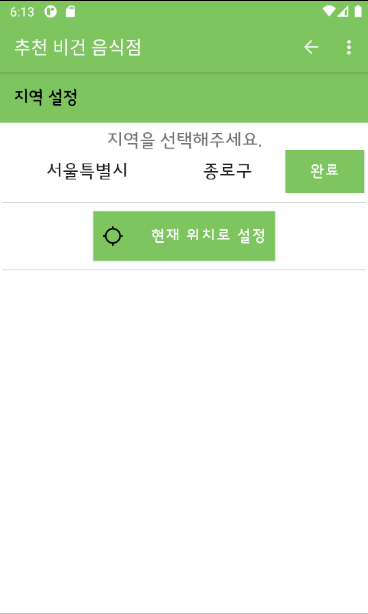 6:13
추천 비건 음식점
지역 설정
지역을 선택해주세요.
서울특별시 종로구 완료
현재 위치로 설정